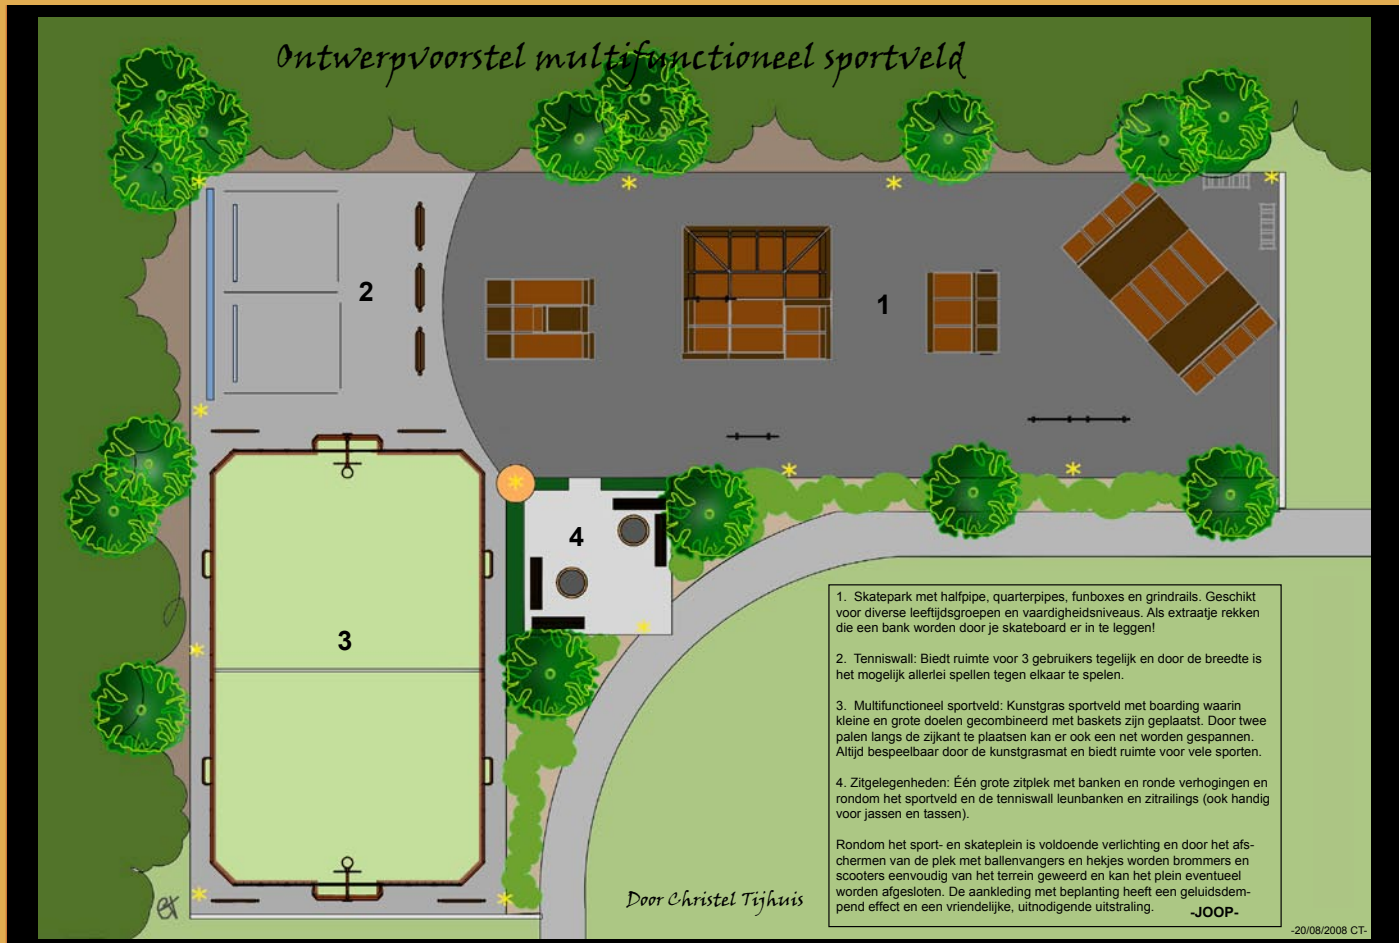 Ontwerpvoorstel multifunctioneel sportveld
2
1
4
3
1. Skatepark met halfpipe, quarterpipes, funboxes en grindrails. Geschikt
voor diverse leeftijdsgroepen en vaardigheidsniveaus. Als extraatje rekken
die een bank worden door je skateboard er in te leggen!
2. Tenniswall: Biedt ruimte voor 3 gebruikers tegelijk en door de breedte is
het mogelijk allerlei spellen tegen elkaar te spelen.
3. Multifunctioneel sportveld: Kunstgras sportveld met boarding waarin
kleine en grote doelen gecombineerd met baskets zijn geplaatst. Door twee
palen langs de zijkant te plaatsen kan er ook een net worden gespannen.
Altijd bespeelbaar door de kunstgrasmat en biedt ruimte voor vele sporten.
4. Zitgelegenheden: Één grote zitplek met banken en ronde verhogingen en
rondom het sportveld en de tenniswall leunbanken en zitrailings (ook handig
voor jassen en tassen).
Rondom het sport- en skateplein is voldoende verlichting en door het afs-
chermen van de plek met ballenvangers en hekjes worden brommers en
scooters eenvoudig van het terrein geweerd en kan het plein eventueel
worden afgesloten. De aankleding met beplanting heeft een geluidsdem-
pend effect en een vriendelijke, uitnodigende uitstraling. -JOOP-
Door Christel Tijhuis
-20/08/2008 CT-